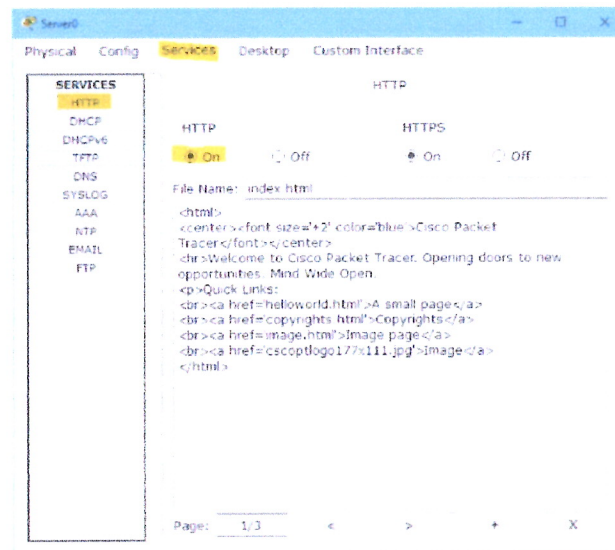 Server0
Physical Config Services Desktop Custom Interface
SERVICES
HTTP
DHCP
DHCPv6
TFTP
DNS
SYSLOG
AAA
NTP
EMAIL
FTP
HTTP
HTTP HTTPS
On Off On Off
File Name: index.html
<html>
<center><font size='+2' color='blue'>Cisco Packet
Tracer</font></center>
<hr>Welcome to Cisco Packet Tracer. Opening doors to new
opportunities. Mind Wide Open.
<p>Quick Links:
<br><a href='helloworld.html'>A small page</a>
<br><a href='copyrights.html'>Copyrights</a>
<br><a href='image.html'>Image page</a>
<br><a href='cscoptlogo177x111.jpg'>Image</a>
</html>
Page: 1/3 < > + X